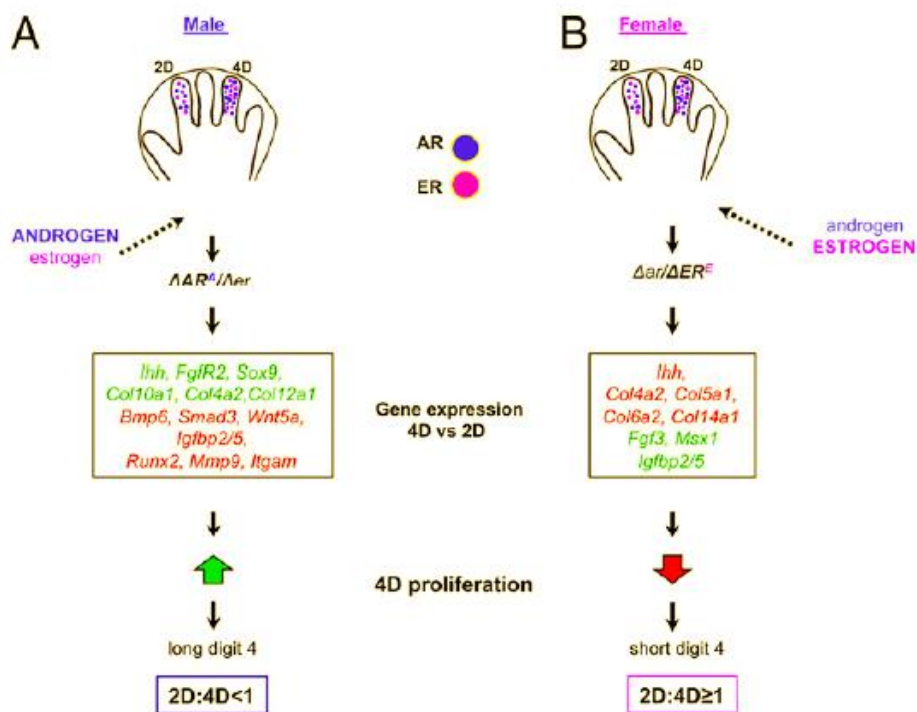 A
Male
2D 4D
AR
ER
ANDROGEN
estrogen
ΔAR^A/Δer
Ihh, FgfR2, Sox9,
Col10a1, Col4a2,Col12a1
Bmp6, Smad3, Wnt5a,
Igfbp2/5,
Runx2, Mmp9, Itgam
Gene expression
4D vs 2D
4D proliferation
long digit 4
2D:4D<1
B
Female
2D 4D
androgen
ESTROGEN
Δar/ΔER^E
Ihh,
Col4a2, Col5a1,
Col6a2, Col14a1
Fgf3, Msx1
Igfbp2/5
short digit 4
2D:4D≥1